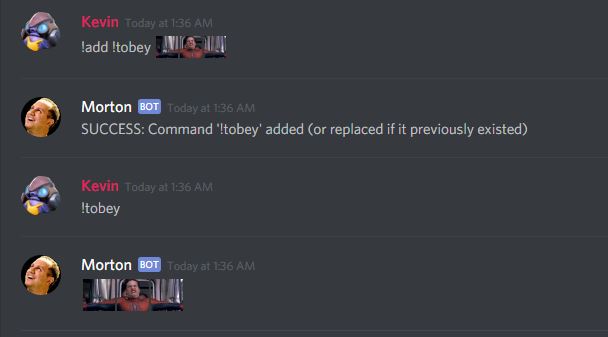 Kevin Today at 1:36 AM
!add !tobey
Morton BOT Today at 1:36 AM
SUCCESS: Command '!tobey' added (or replaced if it previously existed)
Kevin Today at 1:36 AM
!tobey
Morton BOT Today at 1:36 AM